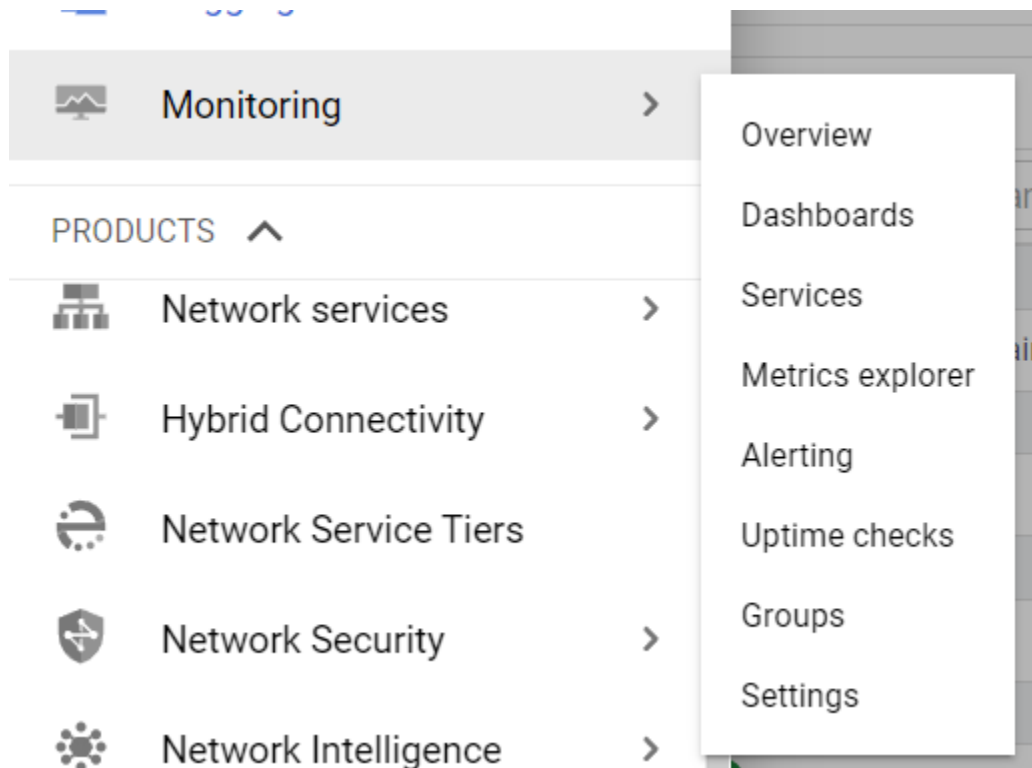 Monitoring
PRODUCTS
Network services
Hybrid Connectivity
Network Service Tiers
Network Security
Network Intelligence
Overview
Dashboards
Services
Metrics explorer
Alerting
Uptime checks
Groups
Settings